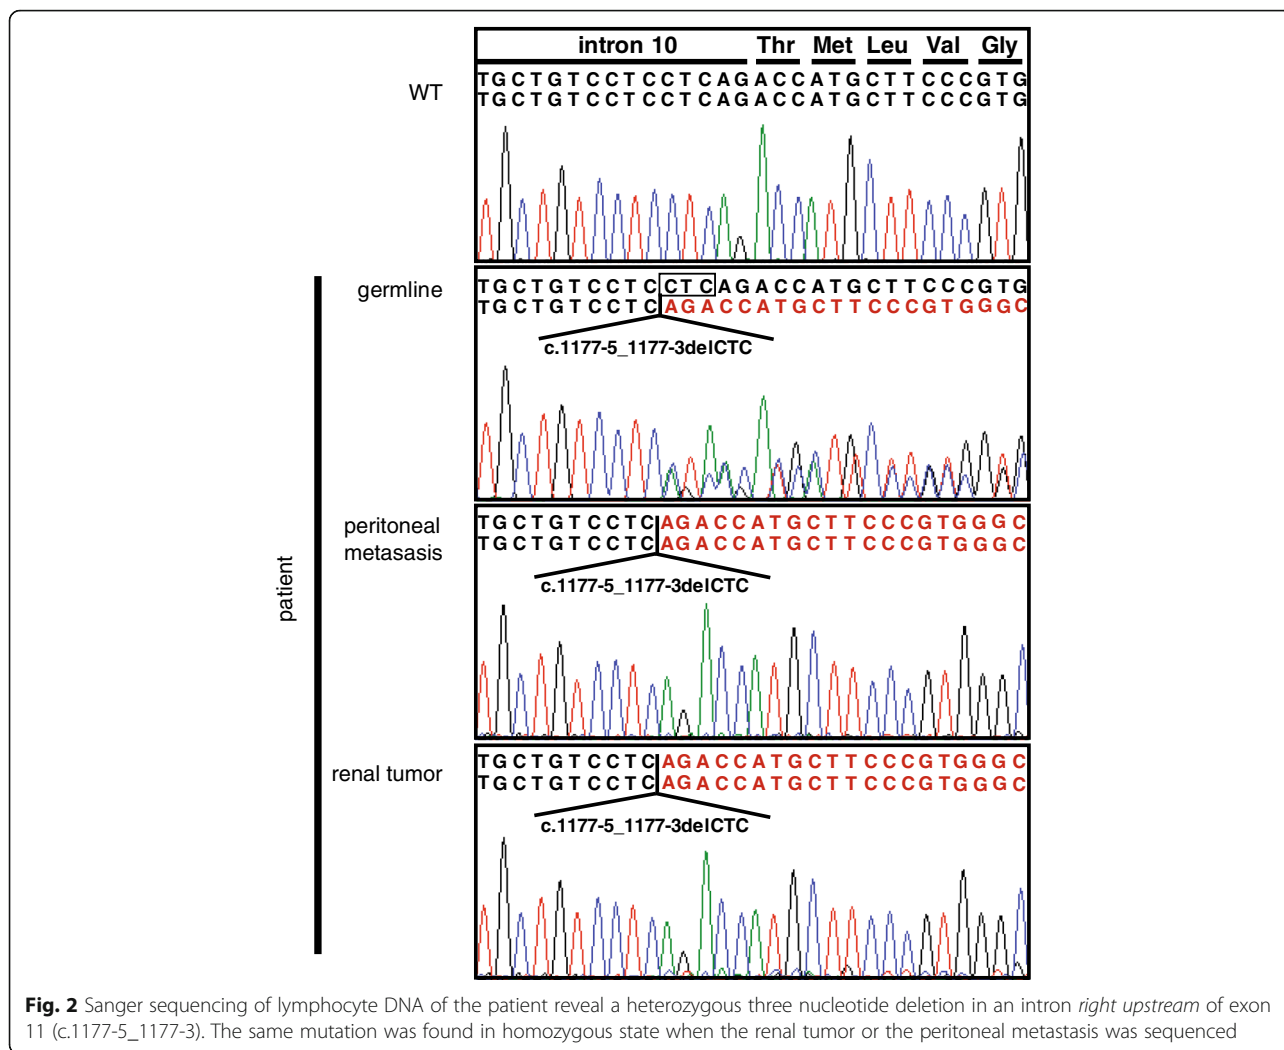 intron 10 Thr Met Leu Val Gly
WT
TGCTGTCCTCCTCAGACCATGCTTCCCGTG
TGCTGTCCTCCTCAGACCATGCTTCCCGTG
patient
germline
TGCTGTCCTCCTCAGACCATGCTTCCCGTG
TGCTGTCCTCAGACCATGCTTCCCGTGGGC
c.1177-5_1177-3delCTC
peritoneal
metasasis
TGCTGTCCTCAGACCATGCTTCCCGTGGGC
TGCTGTCCTCAGACCATGCTTCCCGTGGGC
c.1177-5_1177-3delCTC
renal tumor
TGCTGTCCTCAGACCATGCTTCCCGTGGGC
TGCTGTCCTCAGACCATGCTTCCCGTGGGC
c.1177-5_1177-3delCTC
Fig. 2 Sanger sequencing of lymphocyte DNA of the patient reveal a heterozygous three nucleotide deletion in an intron right upstream of exon
11 (c.1177-5_1177-3). The same mutation was found in homozygous state when the renal tumor or the peritoneal metastasis was sequenced